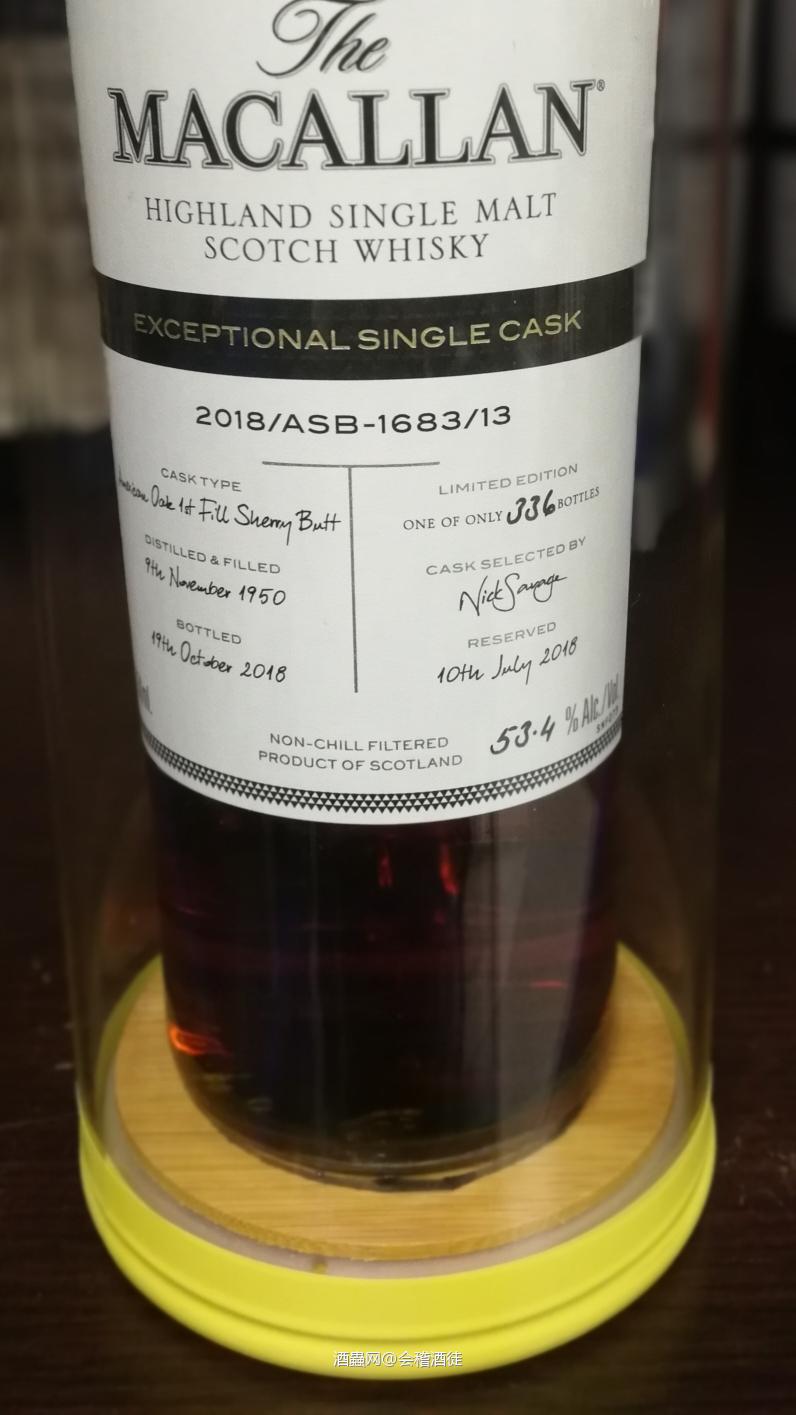 The
MACALLAN®
HIGHLAND SINGLE MALT
SCOTCH WHISKY
EXCEPTIONAL SINGLE CASK
2018/ASB-1683/13
CASK TYPE
Oak 1st Fill Sherry Butt
DISTILLED & FILLED
9th November 1950
BOTTLED
19th October 2018
LIMITED EDITION
ONE OF ONLY 336 BOTTLES
CASK SELECTED BY
Nick Savage
RESERVED
10th July 2018
ml.
NON-CHILL FILTERED
PRODUCT OF SCOTLAND
53.4 % Alc./Vol.
酒蟲网@会稽酒徒